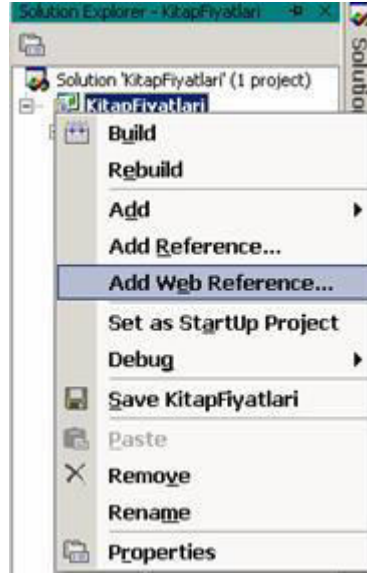 Solution Explorer - KitapFiyatlari
Solution 'KitapFiyatlari' (1 project)
KitapFiyatlari
Build
Rebuild
Add
Add Reference...
Add Web Reference...
Set as StartUp Project
Debug
Save KitapFiyatlari
Paste
Remove
Rename
Properties
Solutio